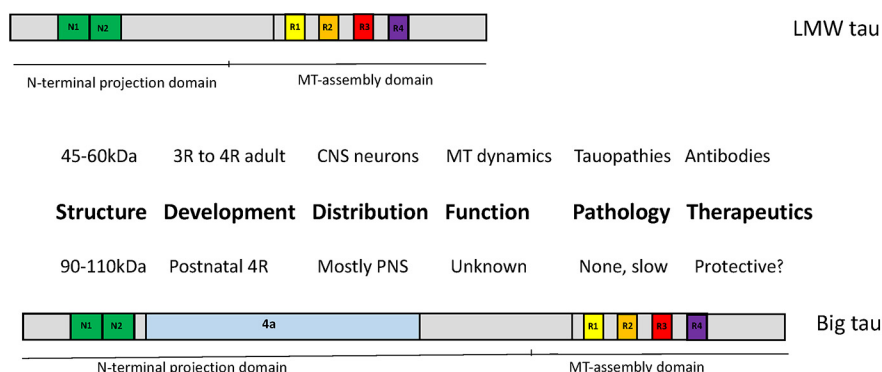 N1 N2 R1 R2 R3 R4 LMW tau
N-terminal projection domain MT-assembly domain
45-60kDa 3R to 4R adult CNS neurons MT dynamics Tauopathies Antibodies
Structure Development Distribution Function Pathology Therapeutics
90-110kDa Postnatal 4R Mostly PNS Unknown None, slow Protective?
N1 N2 4a R1 R2 R3 R4 Big tau
N-terminal projection domain MT-assembly domain